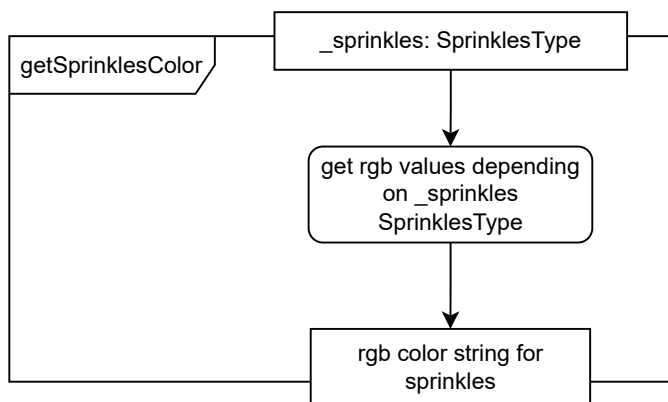 _sprinkles: SprinklesType
getSprinklesColor
get rgb values depending
on _sprinkles
SprinklesType
rgb color string for
sprinkles